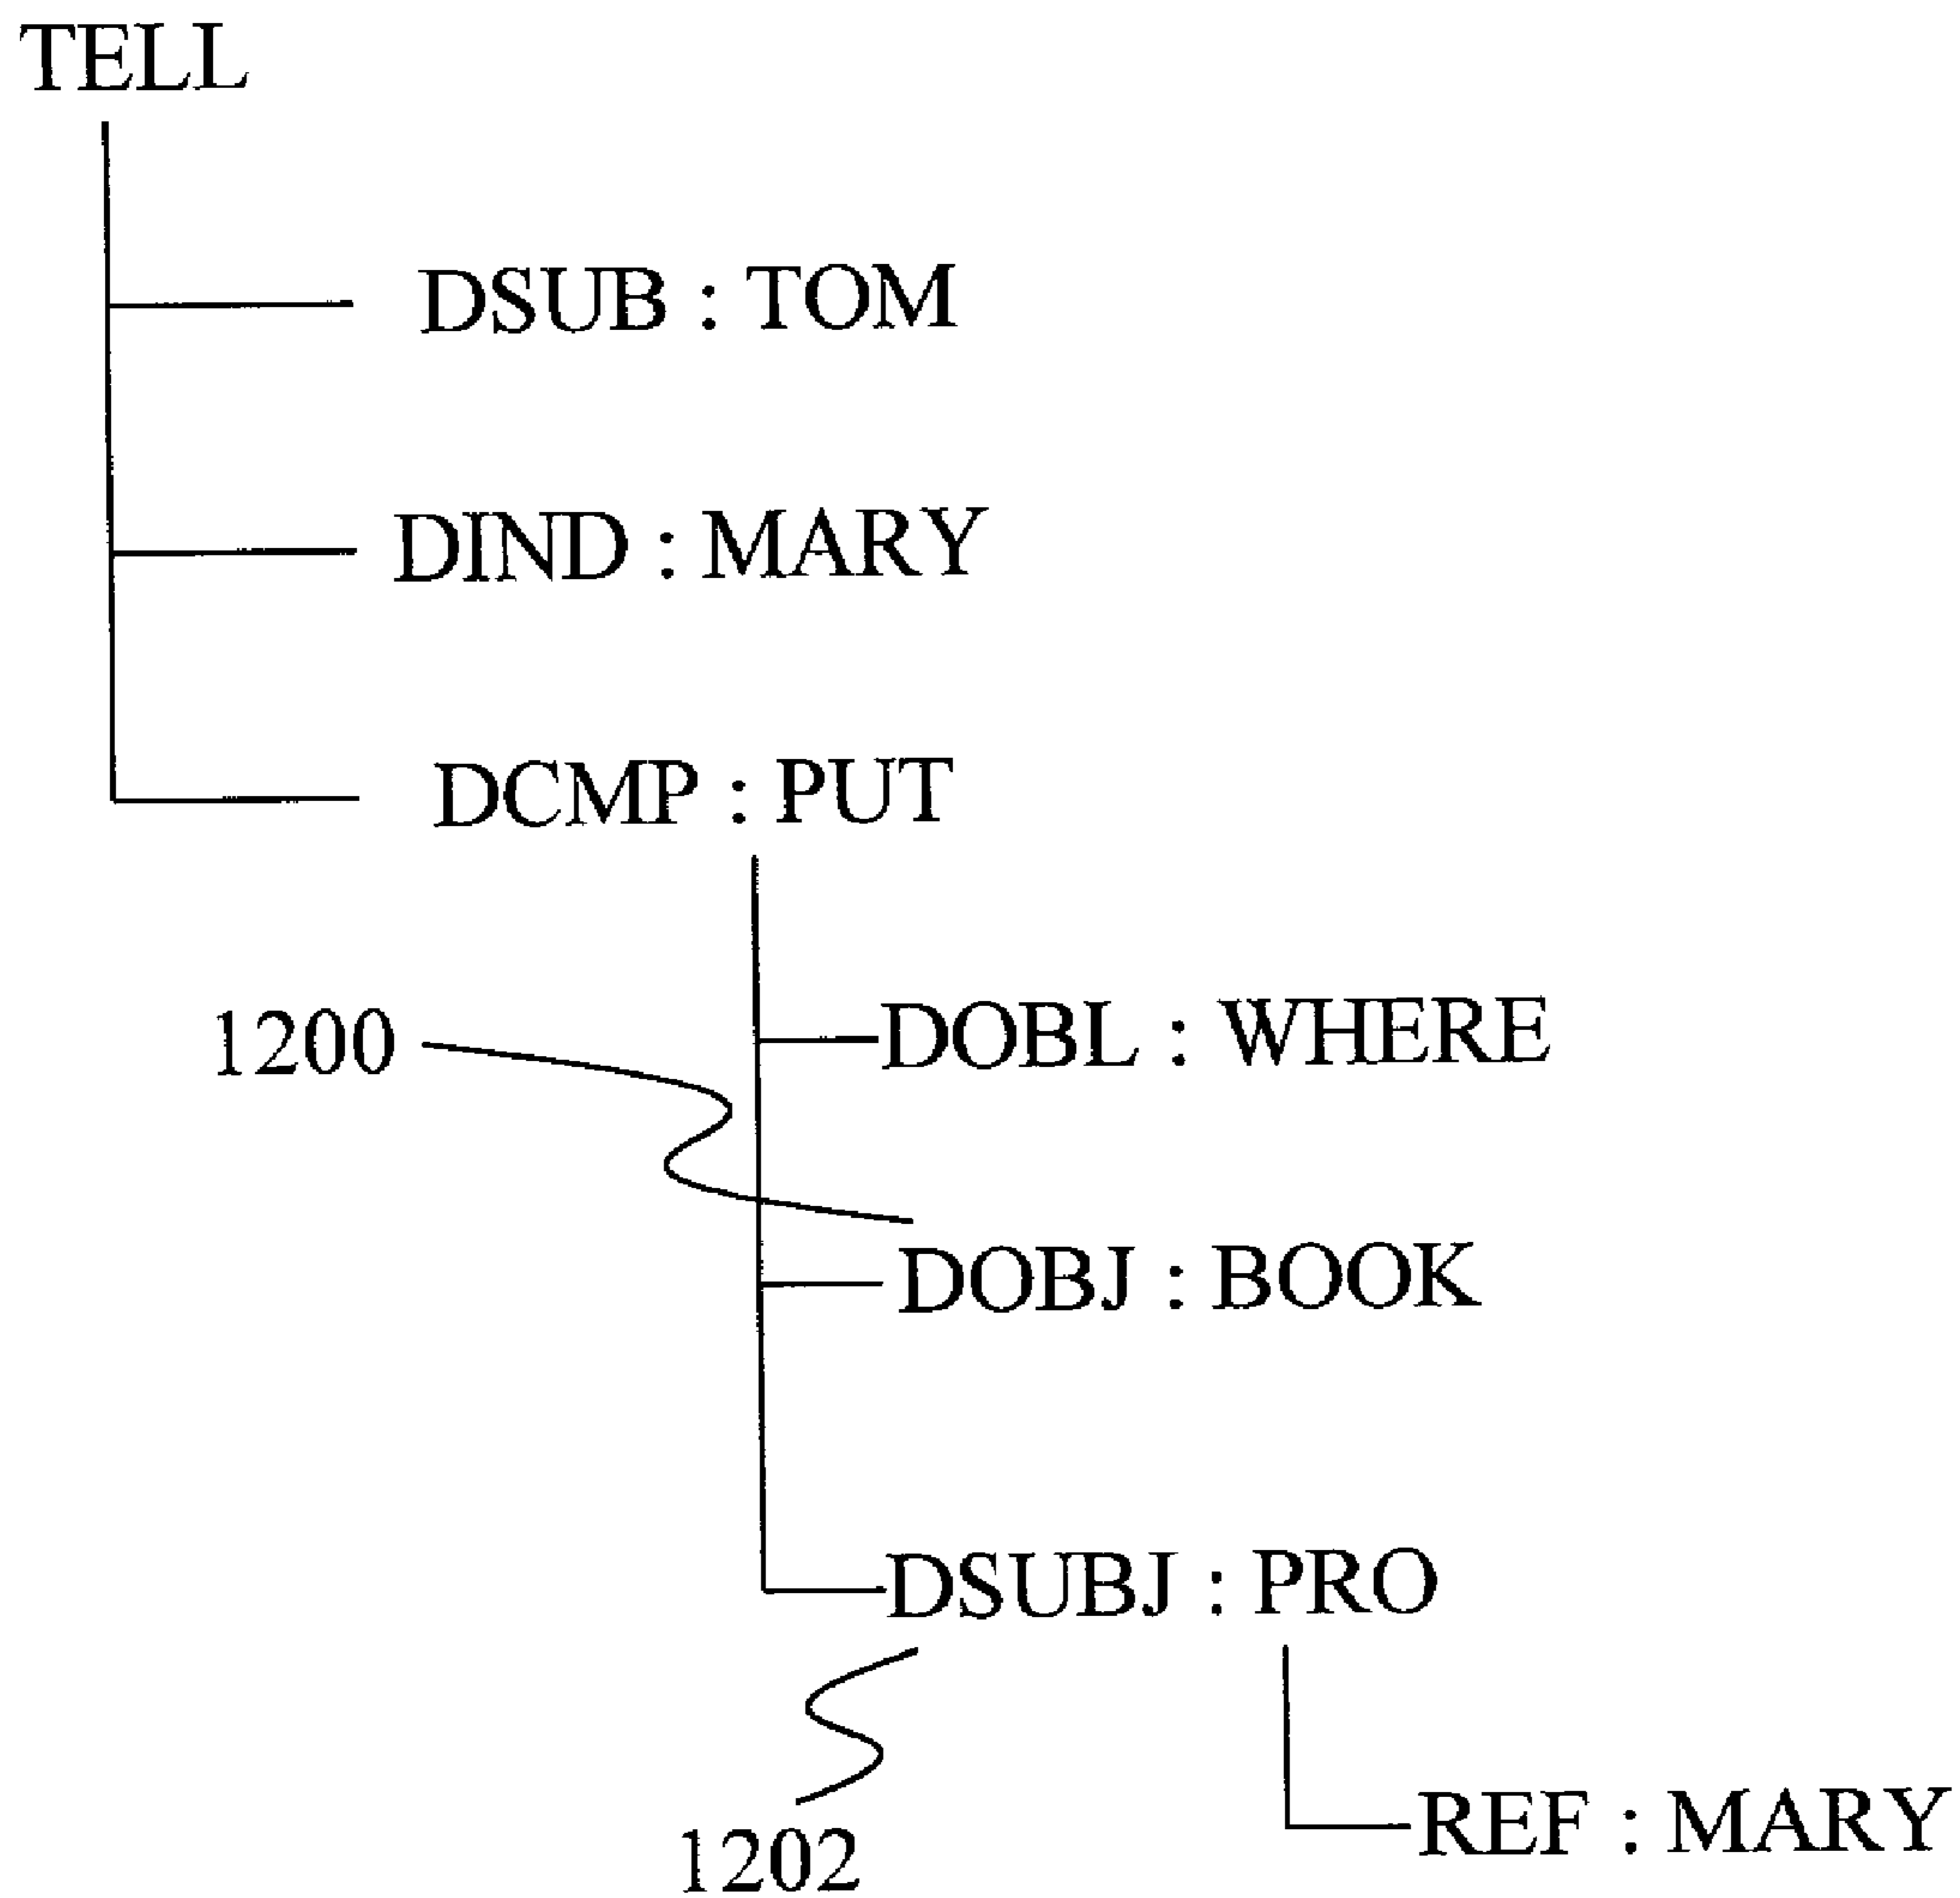 TELL
DSUB : TOM
DIND : MARY
DCMP : PUT
1200
DOBL : WHERE
DOBJ : BOOK
DSUBJ : PRO
1202
REF : MARY